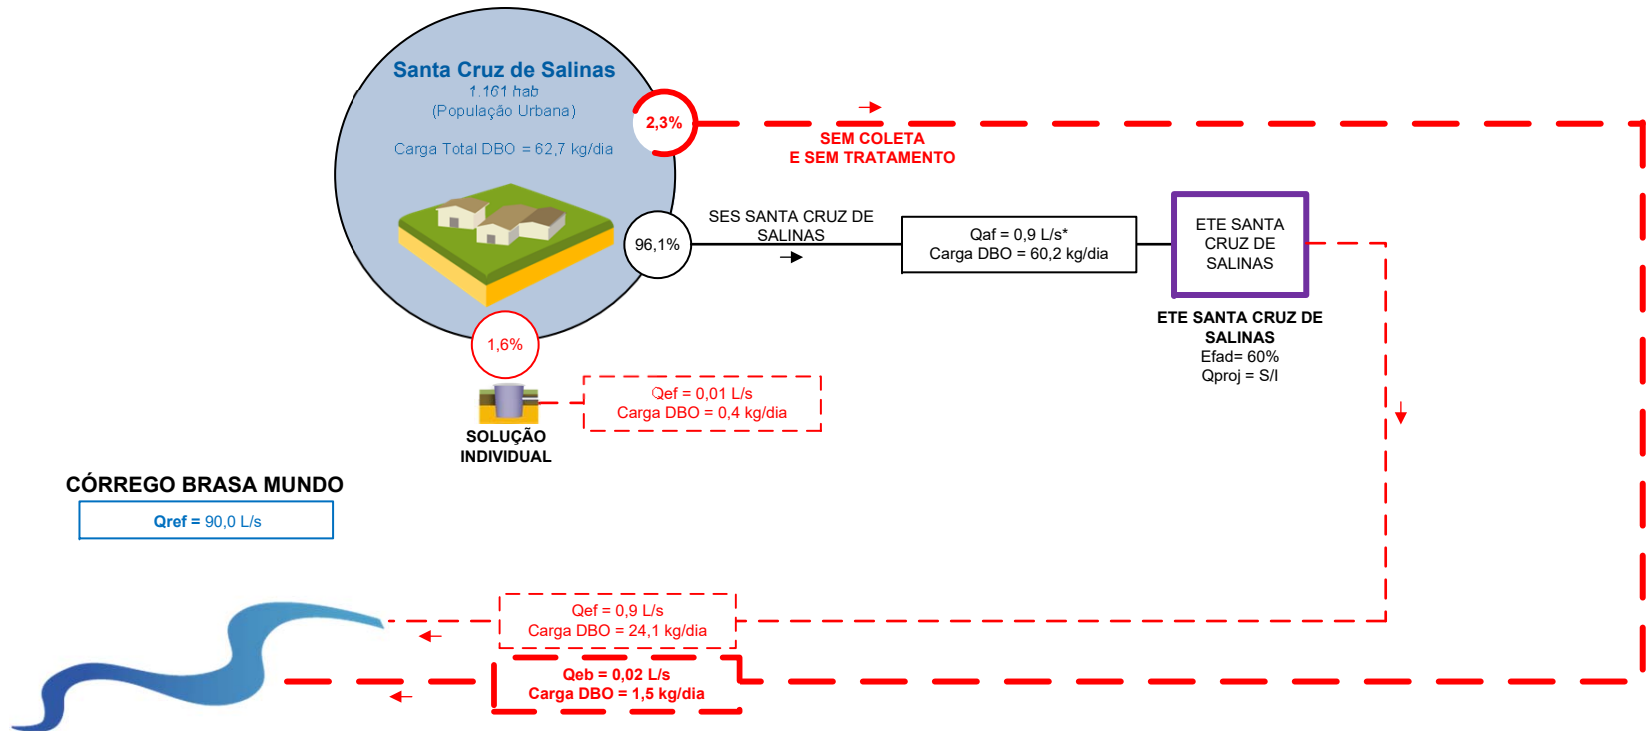 Santa Cruz de Salinas
1.161 hab
(População Urbana)
Carga Total DBO = 62,7 kg/dia
2,3%
SEM COLETA
E SEM TRATAMENTO
96,1%
SES SANTA CRUZ DE
SALINAS
Qaf = 0,9 L/s*
Carga DBO = 60,2 kg/dia
ETE SANTA
CRUZ DE
SALINAS
ETE SANTA CRUZ DE
SALINAS
Efad= 60%
Qproj = S/I
1,6%
SOLUÇÃO
INDIVIDUAL
Qef = 0,01 L/s
Carga DBO = 0,4 kg/dia
CÓRREGO BRASA MUNDO
Qref = 90,0 L/s
Qef = 0,9 L/s
Carga DBO = 24,1 kg/dia
Qeb = 0,02 L/s
Carga DBO = 1,5 kg/dia